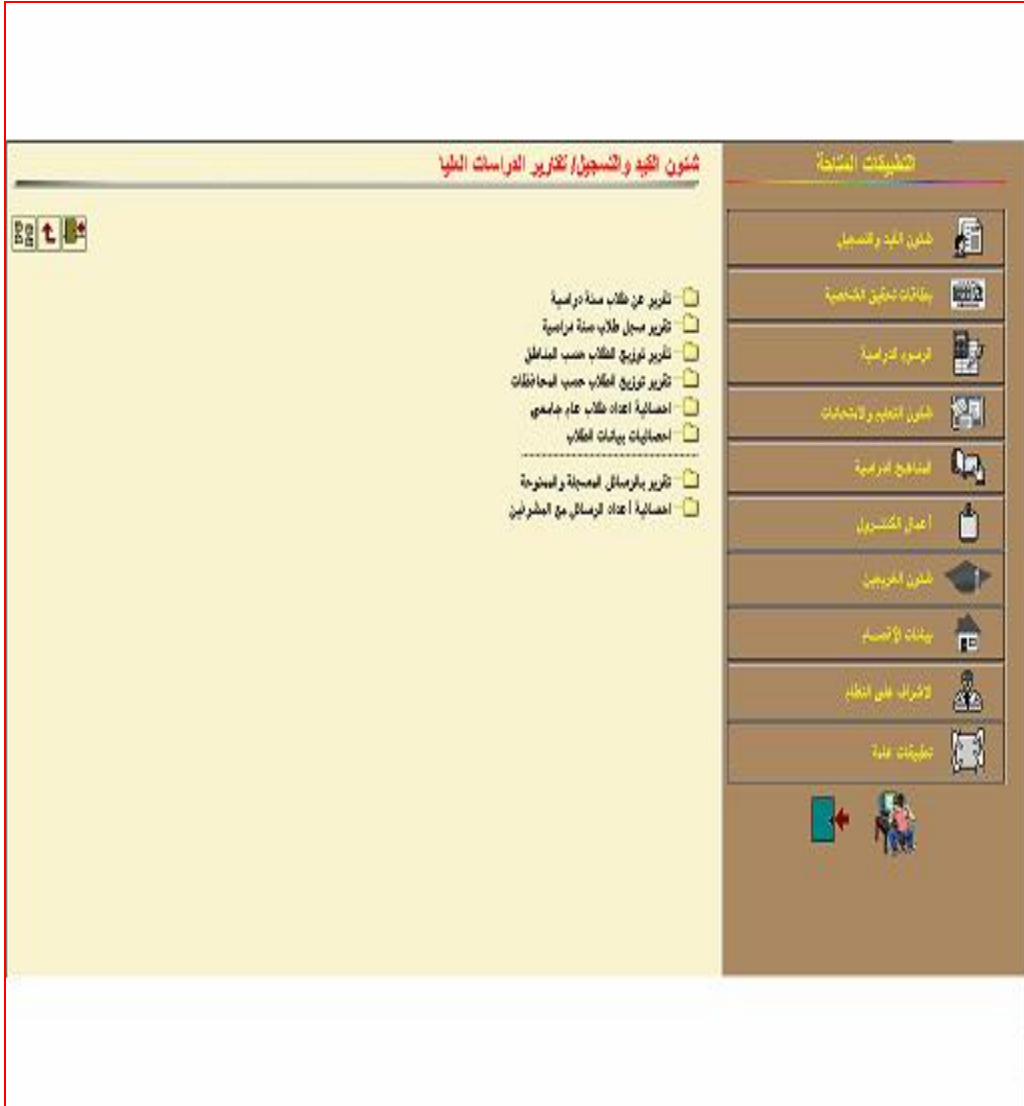 التطبيقات المتاحة
شئون القيد والتسجيل
بطاقات تحقيق الشخصية
الرسوم الدراسية
شئون التعليم والامتحانات
المناهج الدراسية
أعمال الكنترول
شئون الخريجين
بيانات الأقسام
الاشراف على النظام
تطبيقات عامة
شئون القيد والتسجيل/ تقارير الدراسات العليا
تقرير عن طلاب سنة دراسية
تقرير سجل طلاب سنة دراسية
تقرير توزيع الطلاب حسب المناطق
تقرير توزيع الطلاب حسب المحافظات
احصائية اعداد طلاب عام جامعي
احصائيات بيانات الطلاب
تقرير بالرسائل المسجلة والممنوحة
احصائية أعداد الرسائل مع المشرفين